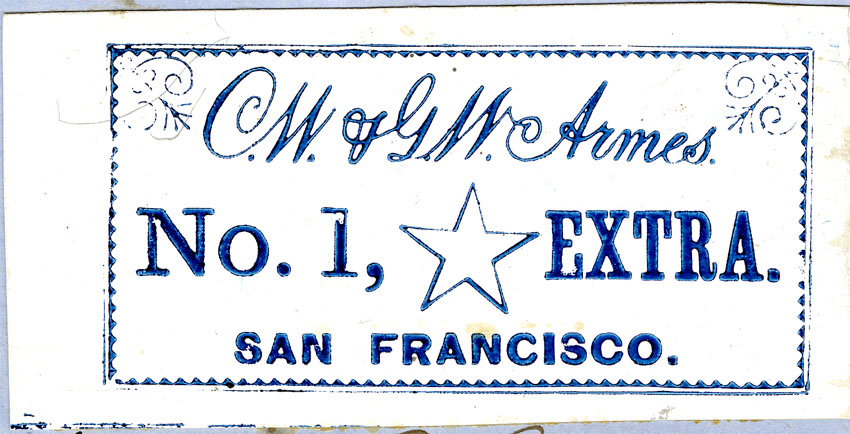 C.W. & G.W. Armes.
No. 1, EXTRA.
SAN FRANCISCO.